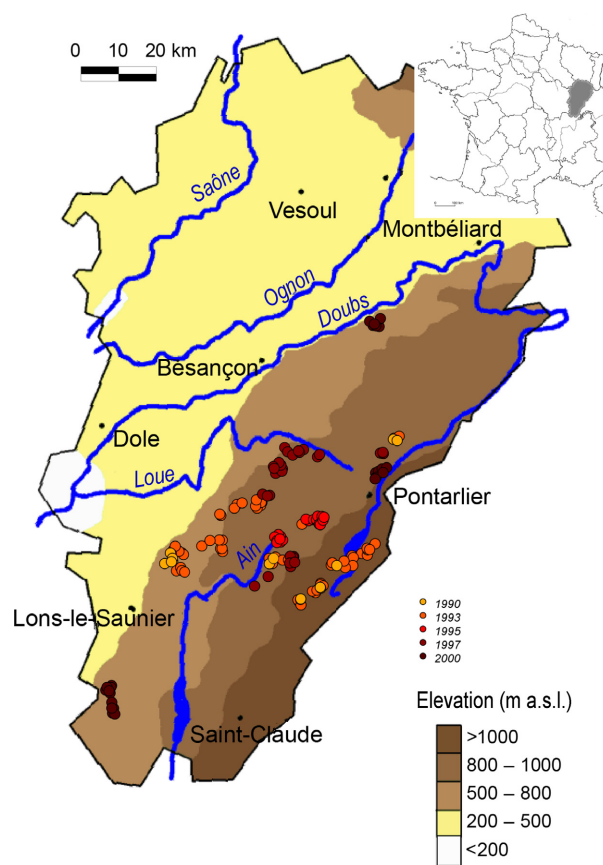 0 10 20 km
Saône
Vesoul
Montbéliard
Ognon
Doubs
Besançon
Dole
Loue
Pontarlier
Ain
Lons-le-Saunier
1990
1993
1995
1997
2000
Saint-Claude
Elevation (m a.s.l.)
>1000
800 – 1000
500 – 800
200 – 500
<200